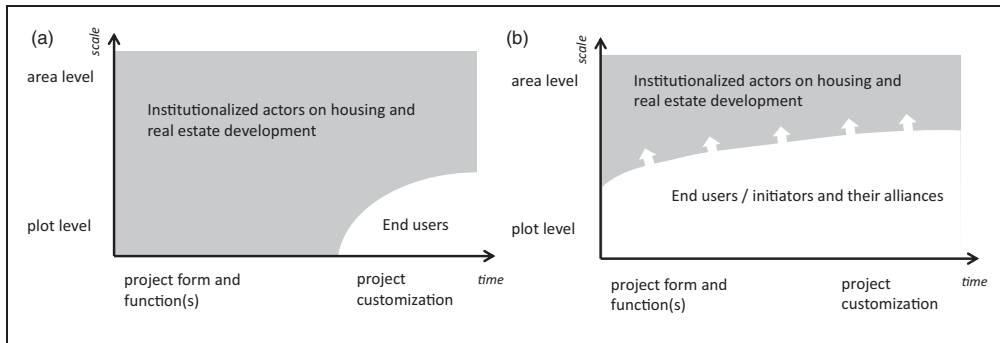 (a)
scale
area level
Institutionalized actors on housing and
real estate development
plot level
End users
project form and
function(s)
project
customization
time
(b)
scale
area level
Institutionalized actors on housing and
real estate development
End users / initiators and their alliances
plot level
project form and
function(s)
project
customization
time